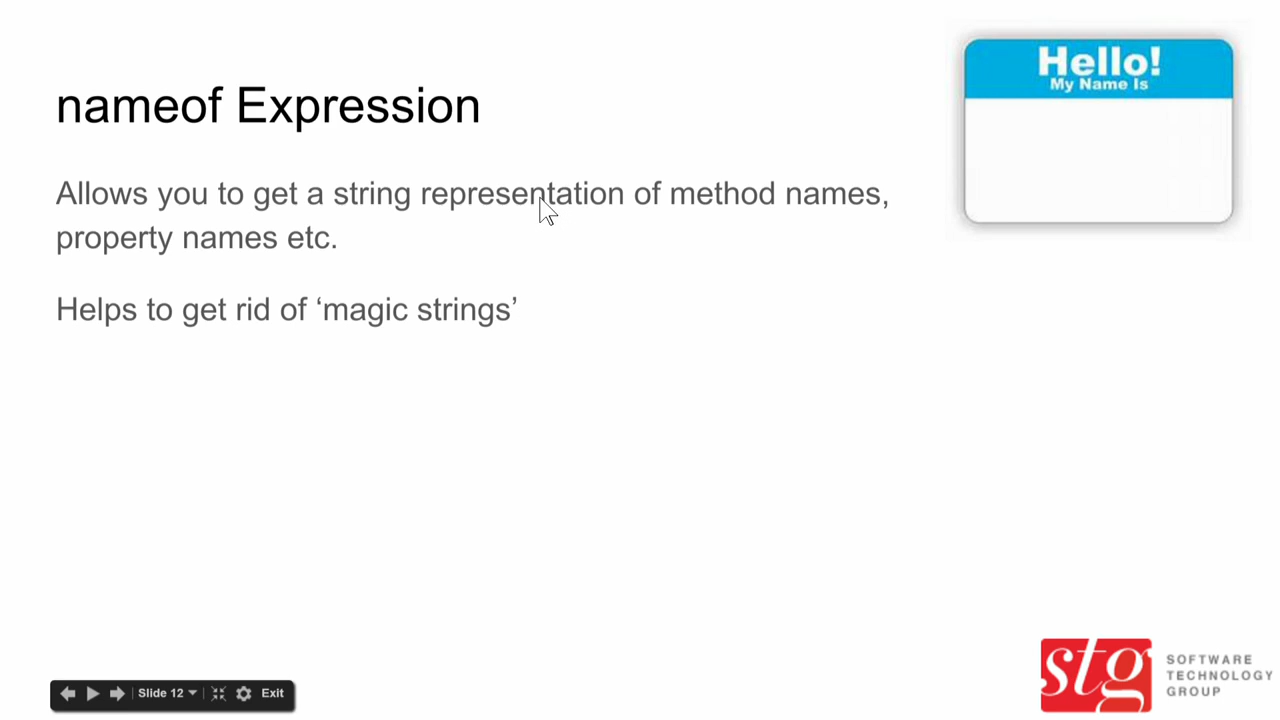 Hello!
My Name Is
nameof Expression
Allows you to get a string representation of method names,
property names etc.
Helps to get rid of ‘magic strings’
stg
SOFTWARE
TECHNOLOGY
GROUP
Slide 12
Exit